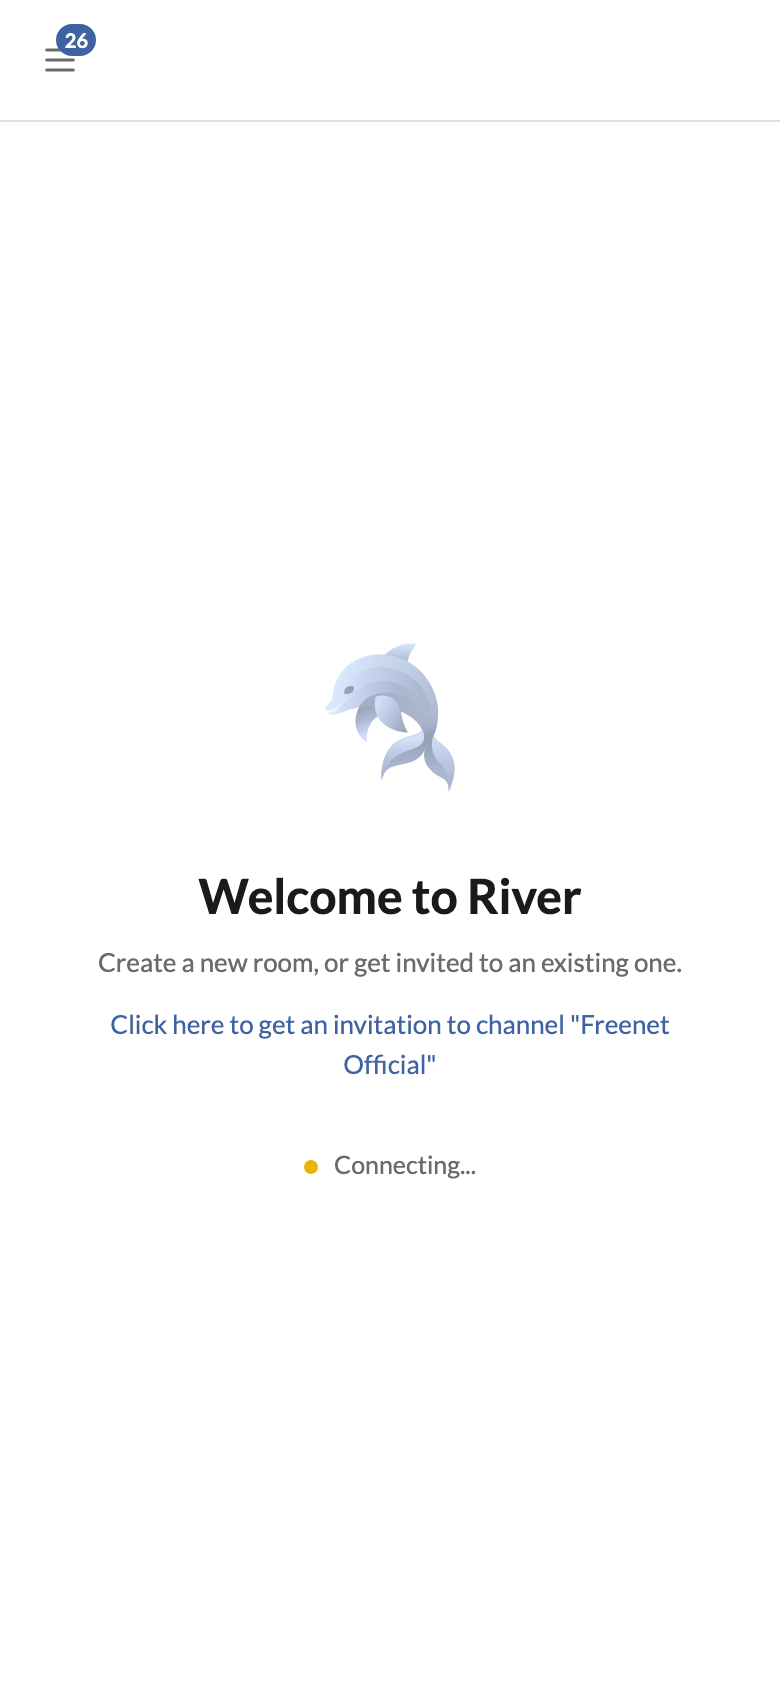 26
Welcome to River
Create a new room, or get invited to an existing one.
Click here to get an invitation to channel "Freenet
Official"
Connecting...